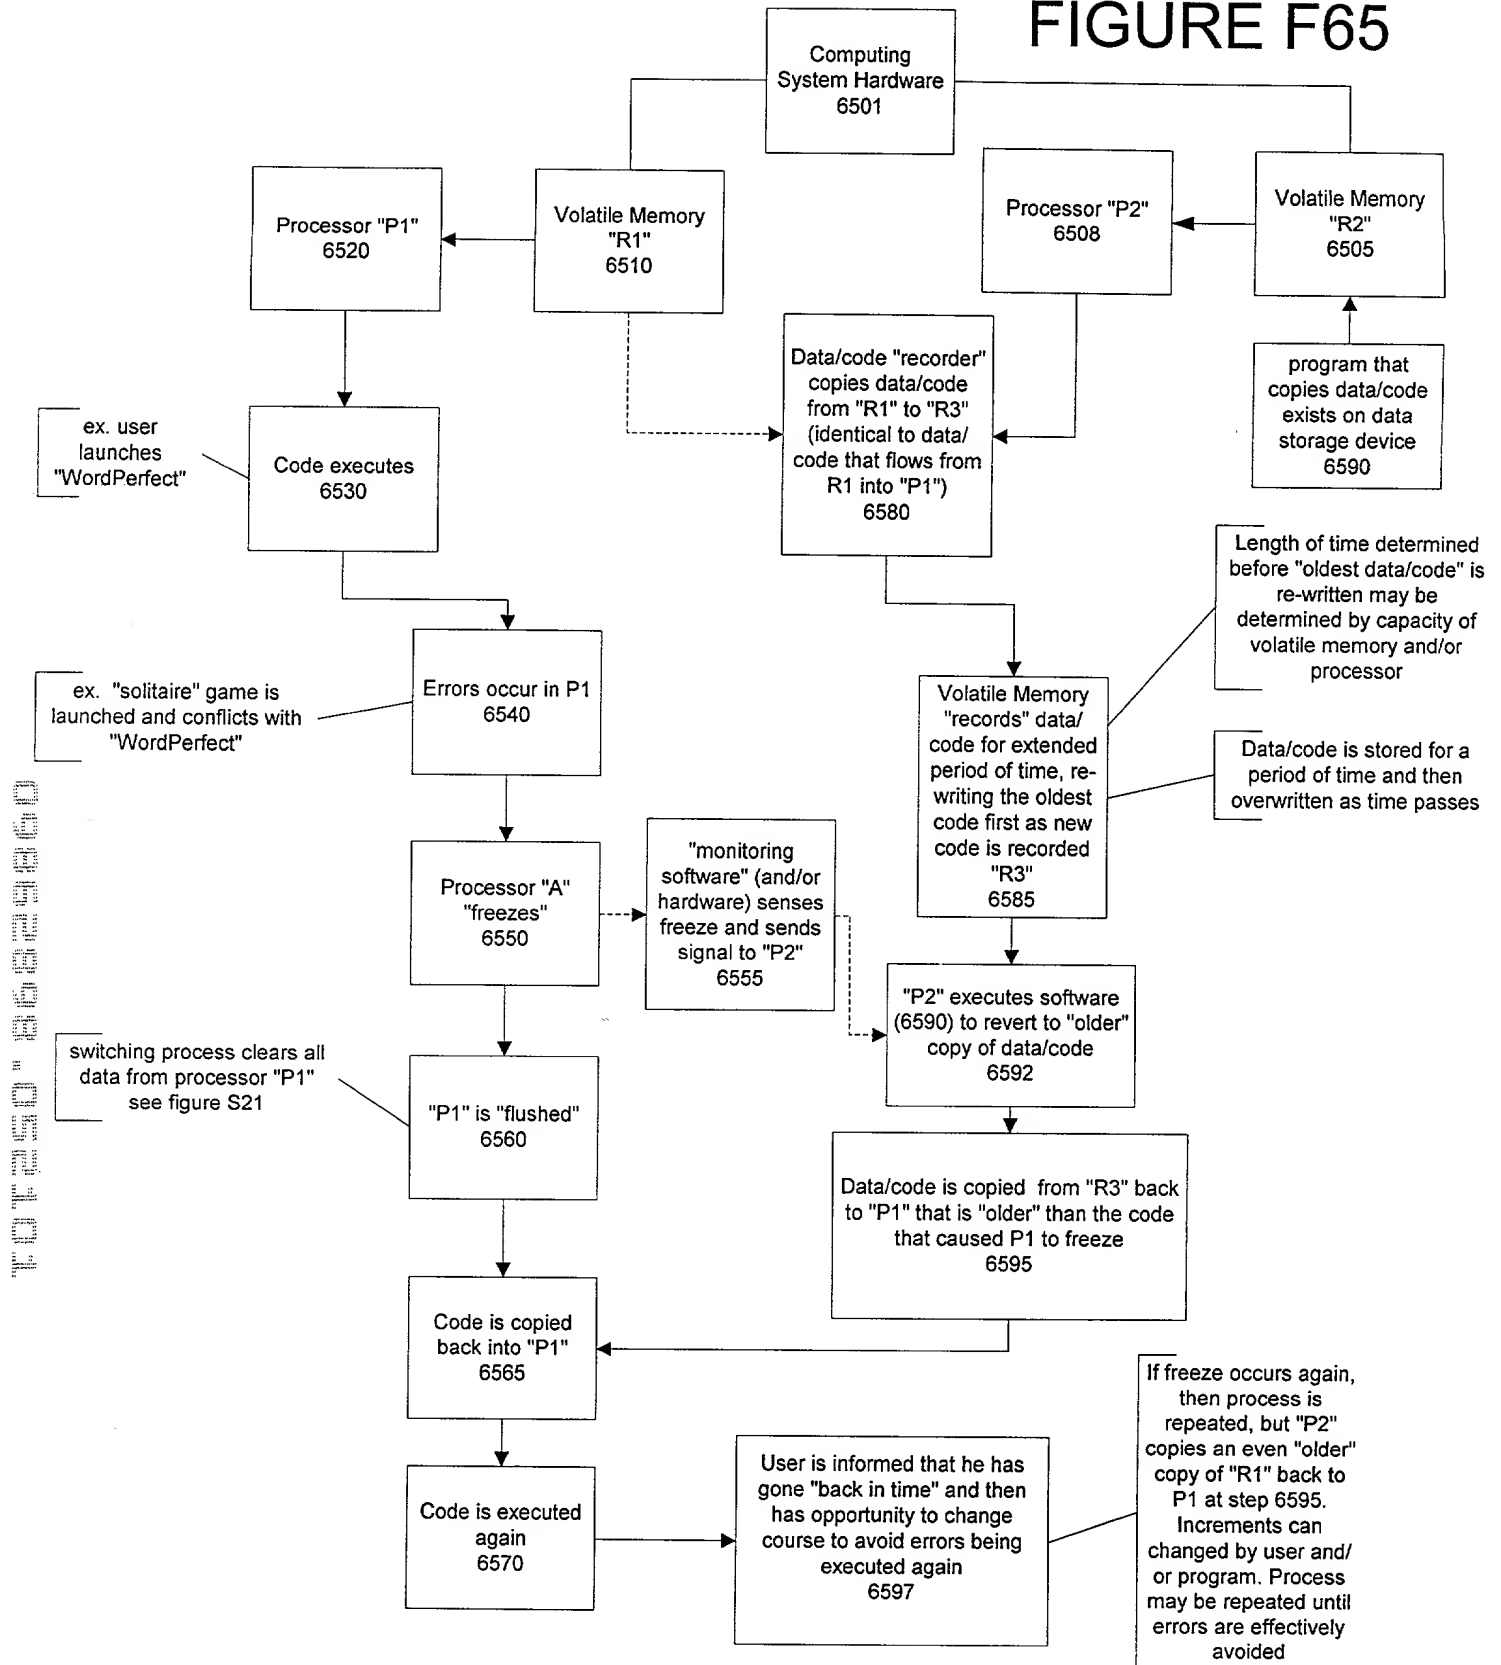 FIGURE F65
Computing
System Hardware
6501
Processor "P1"
6520
Volatile Memory
"R1"
6510
Processor "P2"
6508
Volatile Memory
"R2"
6505
Data/code "recorder"
copies data/code
from "R1" to "R3"
(identical to data/
code that flows from
R1 into "P1")
6580
program that
copies data/code
exists on data
storage device
6590
ex. user
launches
"WordPerfect"
Code executes
6530
Length of time determined
before "oldest data/code" is
re-written may be
determined by capacity of
volatile memory and/or
processor
ex. "solitaire" game is
launched and conflicts with
"WordPerfect"
Errors occur in P1
6540
Volatile Memory
"records" data/
code for extended
period of time, re-
writing the oldest
code first as new
code is recorded
"R3"
6585
Data/code is stored for a
period of time and then
overwritten as time passes
Processor "A"
"freezes"
6550
"monitoring
software" (and/or
hardware) senses
freeze and sends
signal to "P2"
6555
"P2" executes software
(6590) to revert to "older"
copy of data/code
6592
switching process clears all
data from processor "P1"
see figure S21
"P1" is "flushed"
6560
Data/code is copied from "R3" back
to "P1" that is "older" than the code
that caused P1 to freeze
6595
Code is copied
back into "P1"
6565
Code is executed
again
6570
User is informed that he has
gone "back in time" and then
has opportunity to change
course to avoid errors being
executed again
6597
If freeze occurs again,
then process is
repeated, but "P2"
copies an even "older"
copy of "R1" back to
P1 at step 6595.
Increments can
changed by user and/
or program. Process
may be repeated until
errors are effectively
avoided